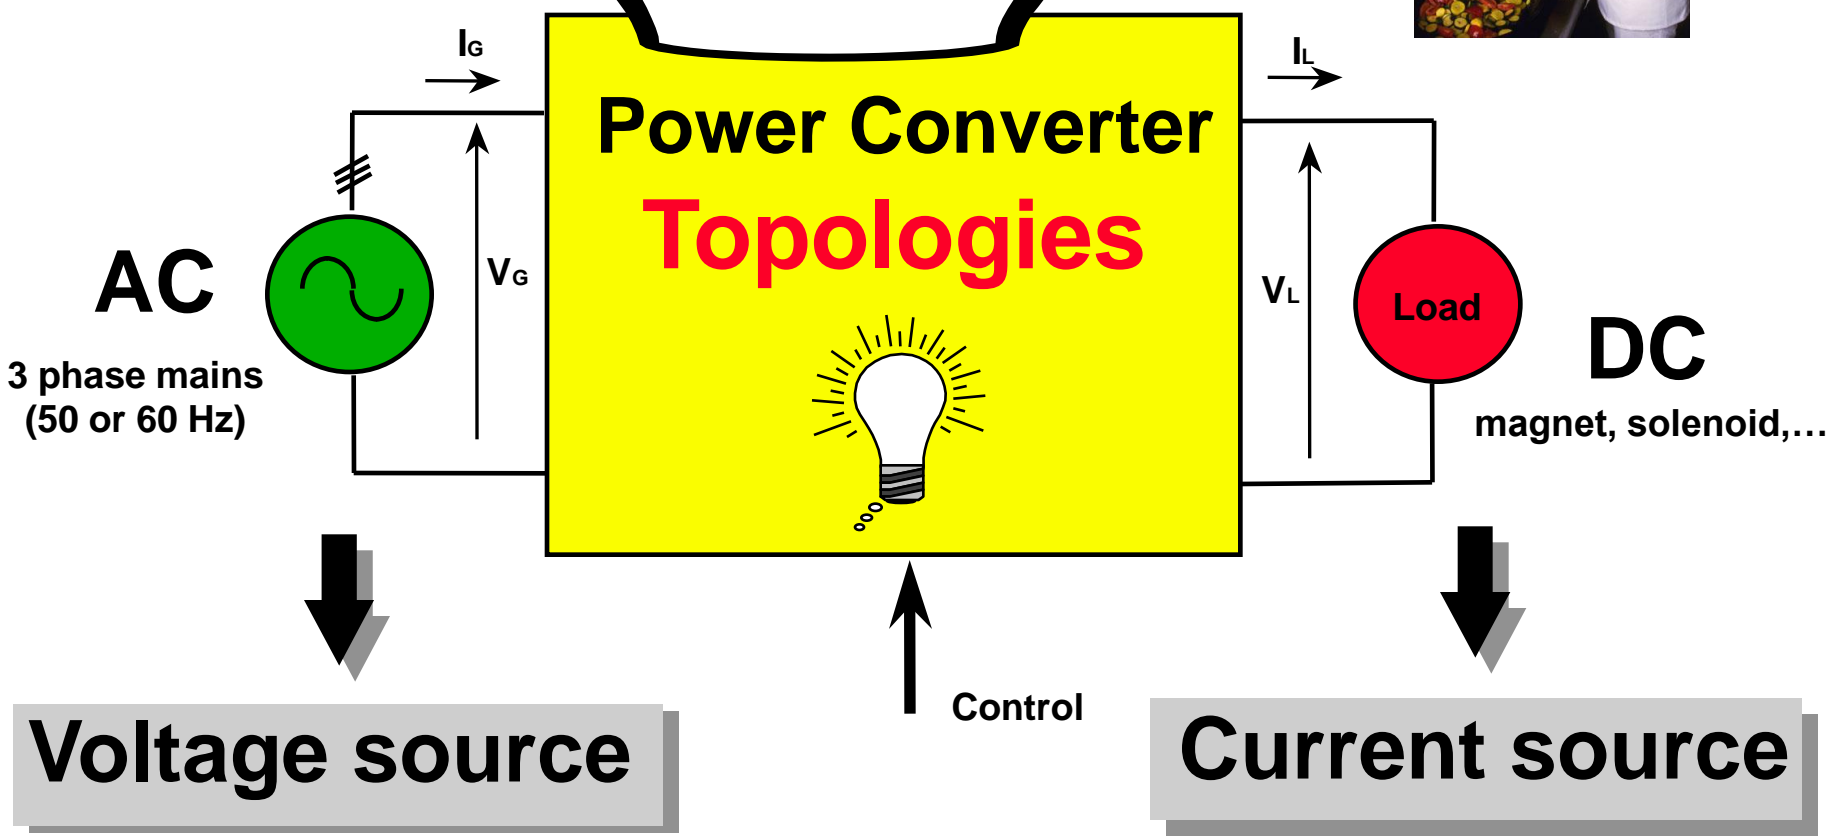 IG
IL
Power Converter
Topologies
AC
VG
VL
Load
DC
3 phase mains
(50 or 60 Hz)
magnet, solenoid,...
Control
Voltage source
Current source